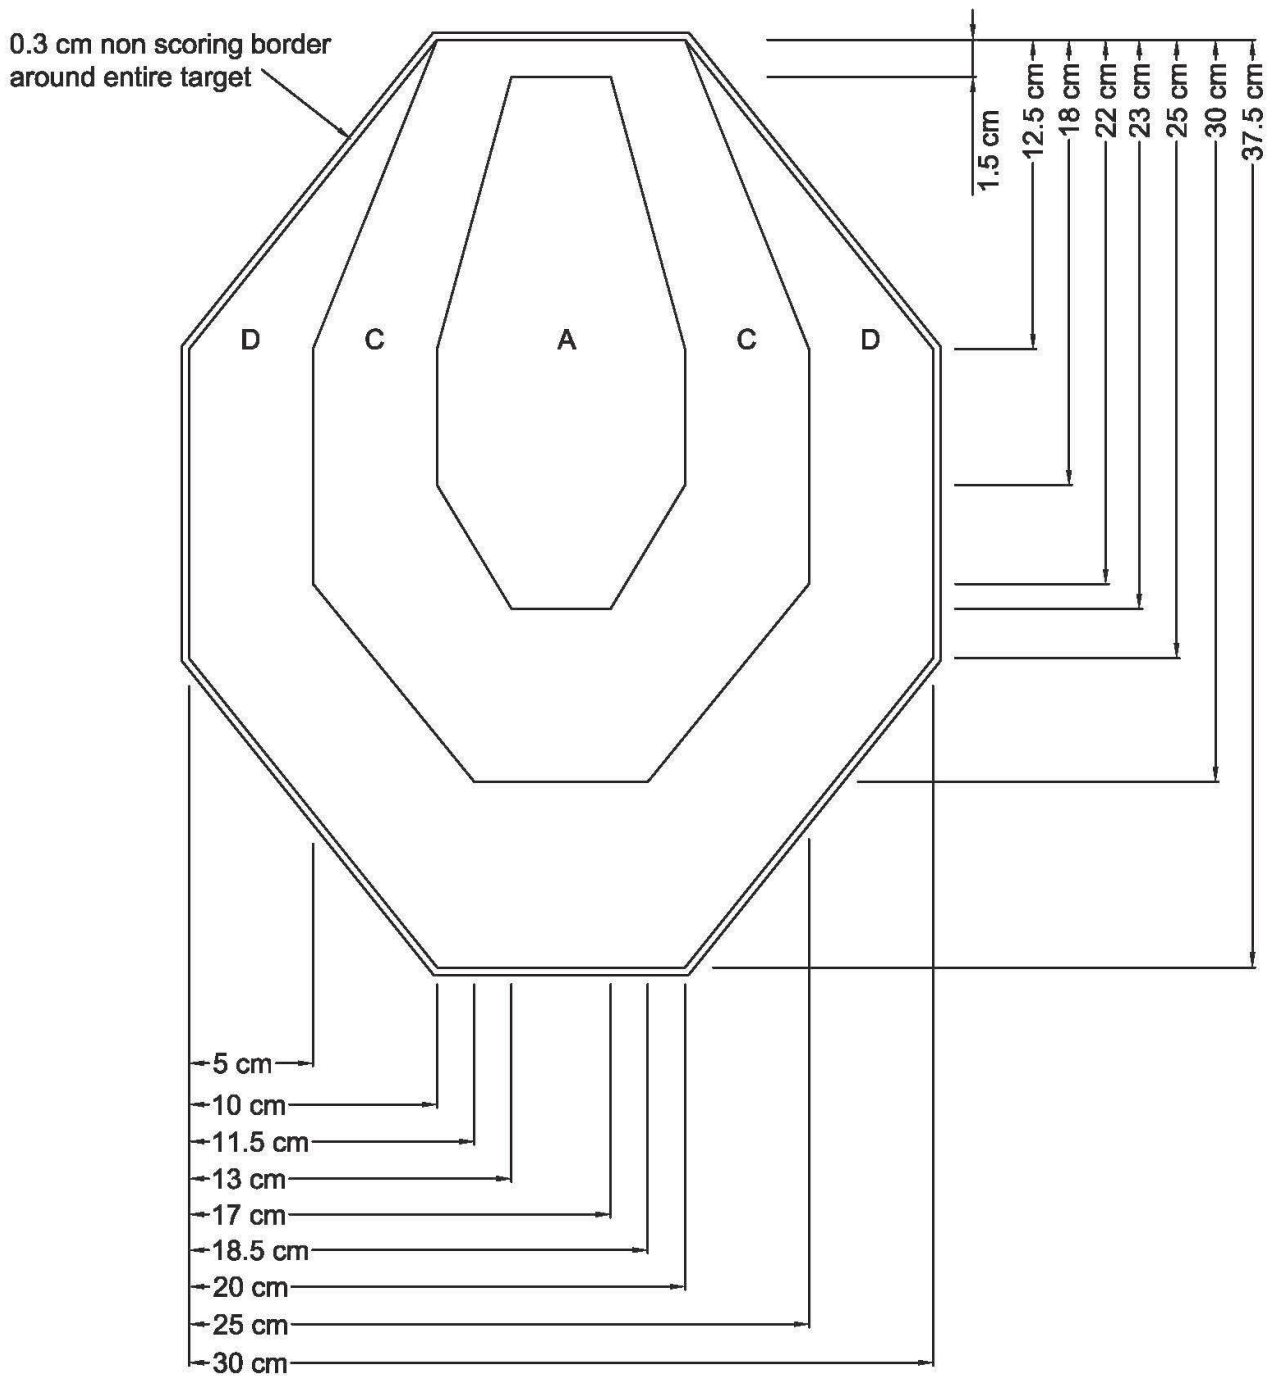 0.3 cm non scoring border
around entire target
1.5 cm
12.5 cm
18 cm
22 cm
23 cm
25 cm
30 cm
37.5 cm
D
C
A
C
D
5 cm
10 cm
11.5 cm
13 cm
17 cm
18.5 cm
20 cm
25 cm
30 cm